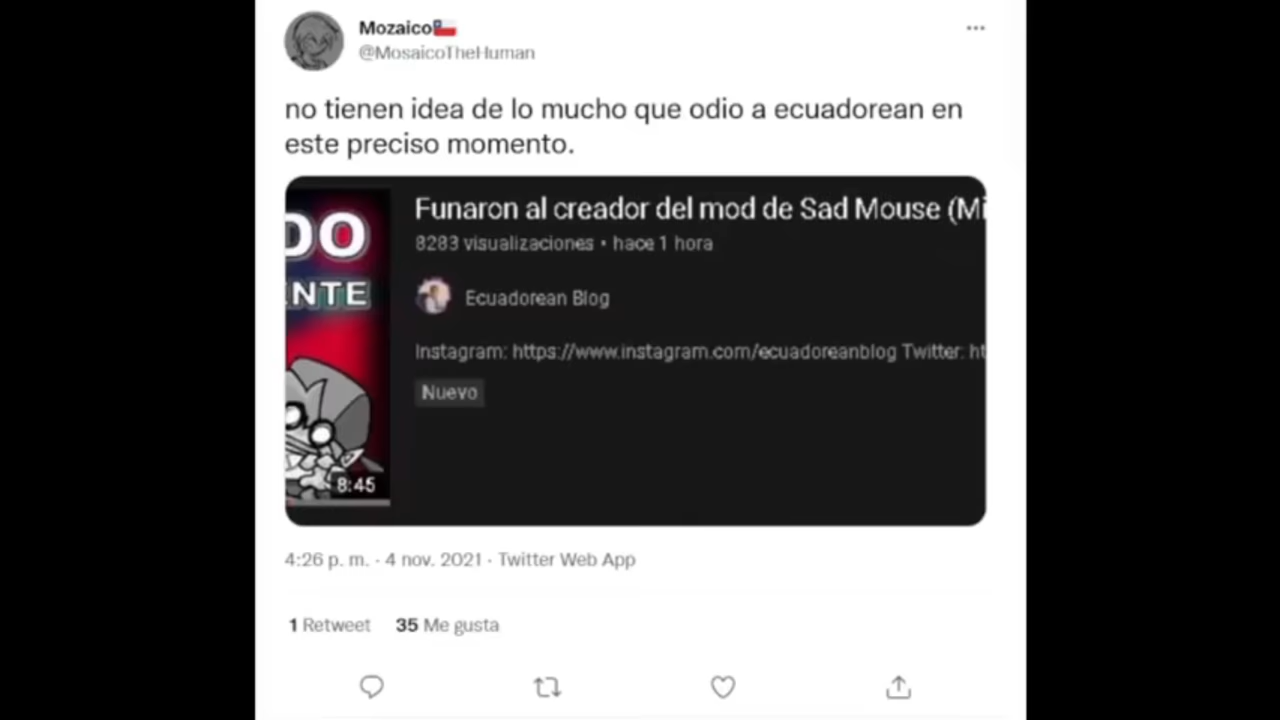 Mozaico
@MosaicoTheHuman
no tienen idea de lo mucho que odio a ecuadorean en
este preciso momento.
DO
NTE
8:45
Funaron al creador del mod de Sad Mouse (Mi
8283 visualizaciones • hace 1 hora
Ecuadorean Blog
Instagram: https://www.instagram.com/ecuadoreanblog Twitter: ht
Nuevo
4:26 p. m. · 4 nov. 2021 · Twitter Web App
1 Retweet 35 Me gusta